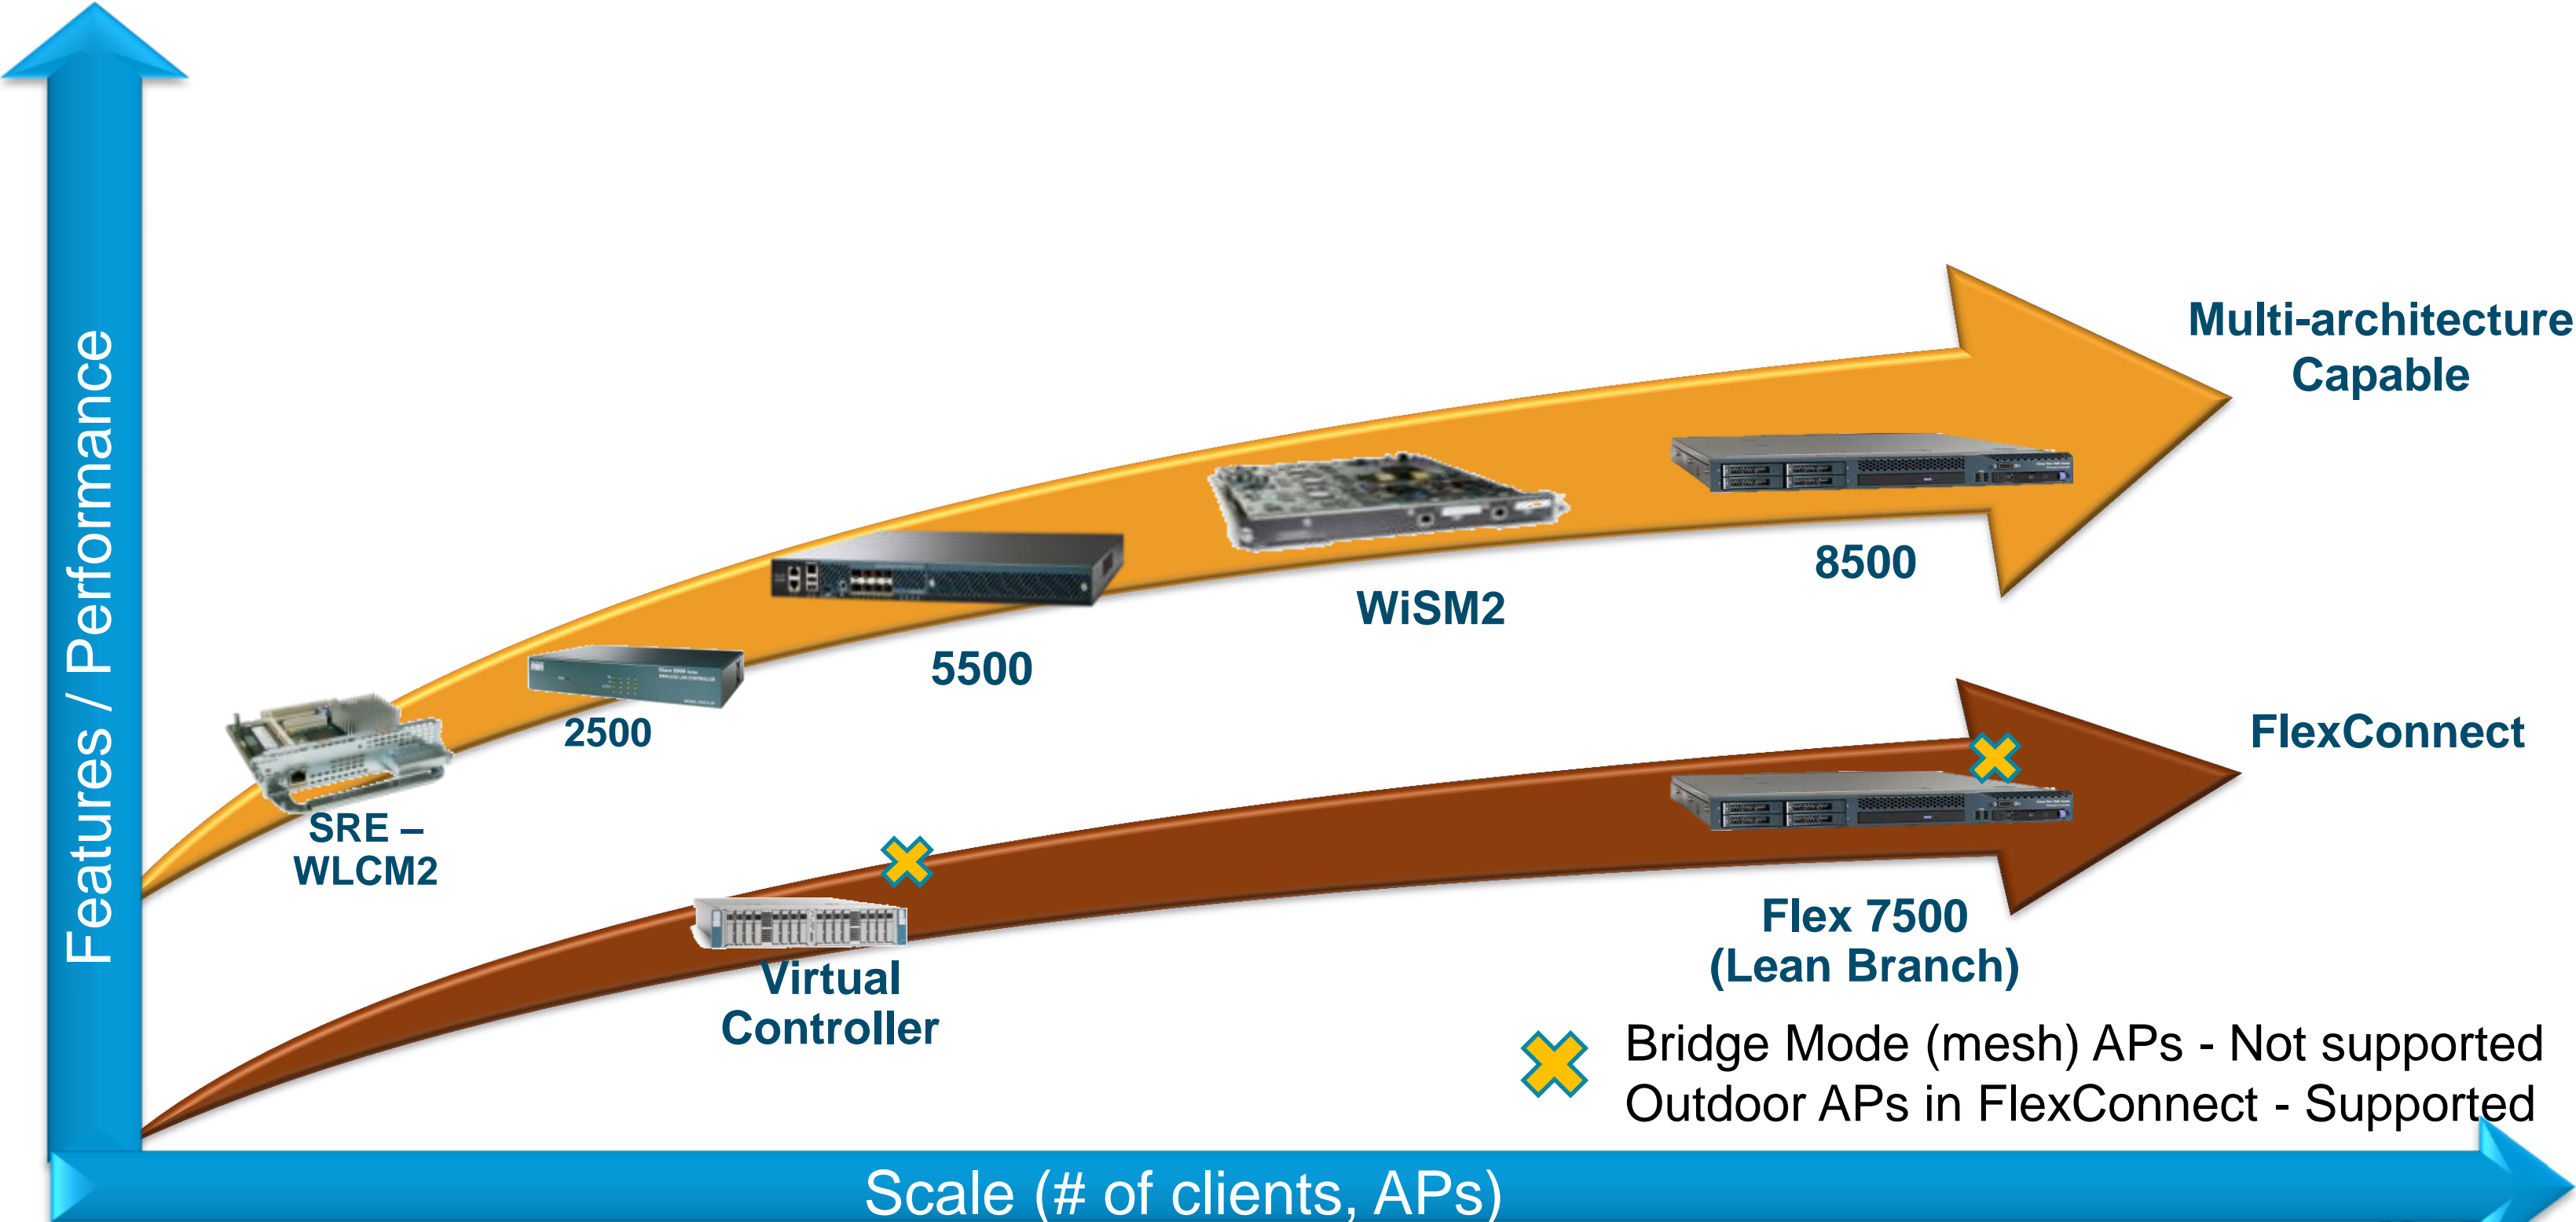 Features / Performance
Multi-architecture
Capable
8500
WiSM2
5500
2500
SRE –
WLCM2
FlexConnect
Flex 7500
(Lean Branch)
Virtual
Controller
Bridge Mode (mesh) APs - Not supported
Outdoor APs in FlexConnect - Supported
Scale (# of clients, APs)